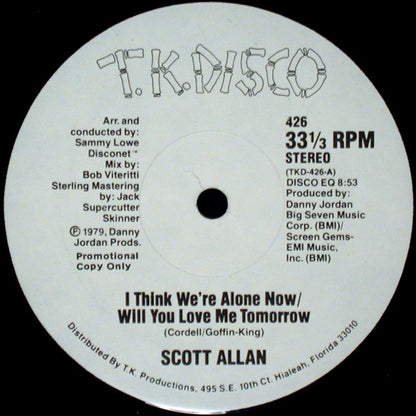 T.K.DISCO
Arr. and
conducted by:
Sammy Lowe
Disconet™
Mix by:
Bob Viteritti
Sterling Mastering
by: Jack
Supercutter
Skinner
℗ 1979, Danny
Jordan Prods.
Promotional
Copy Only
426
33 1/3 RPM
STEREO
(TKD-426-A)
DISCO EQ 8:53
Produced by:
Danny Jordan
Big Seven Music
Corp. (BMI)/
Screen Gems-
EMI Music,
Inc. (BMI)
I Think We're Alone Now/
Will You Love Me Tomorrow
(Cordell/Goffin-King)
SCOTT ALLAN
Distributed By T.K. Productions, 495 S.E. 10th Ct. Hialeah, Florida 33010